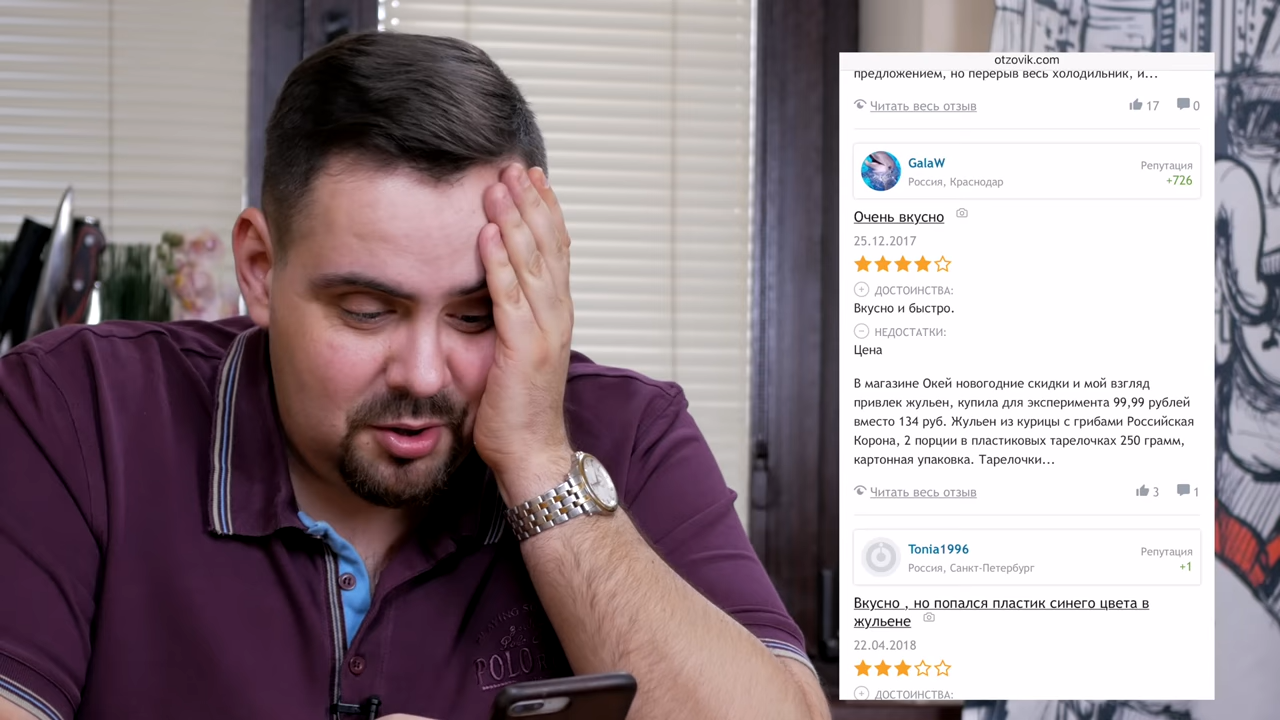 POLO
otzovik.com
предложением, но перерыв весь холодильник, и...
Читать весь отзыв
17
0
GalaW
Россия, Краснодар
Репутация
+726
Очень вкусно
25.12.2017
ДОСТОИНСТВА:
Вкусно и быстро.
НЕДОСТАТКИ:
Цена
В магазине Окей новогодние скидки и мой взгляд
привлек жульен, купила для эксперимента 99,99 рублей
вместо 134 руб. Жульен из курицы с грибами Российская
Корона, 2 порции в пластиковых тарелочках 250 грамм,
картонная упаковка. Тарелочки...
Читать весь отзыв
3
1
Tonia1996
Россия, Санкт-Петербург
Репутация
+1
Вкусно , но попался пластик синего цвета в
жульене
22.04.2018
ДОСТОИНСТВА: